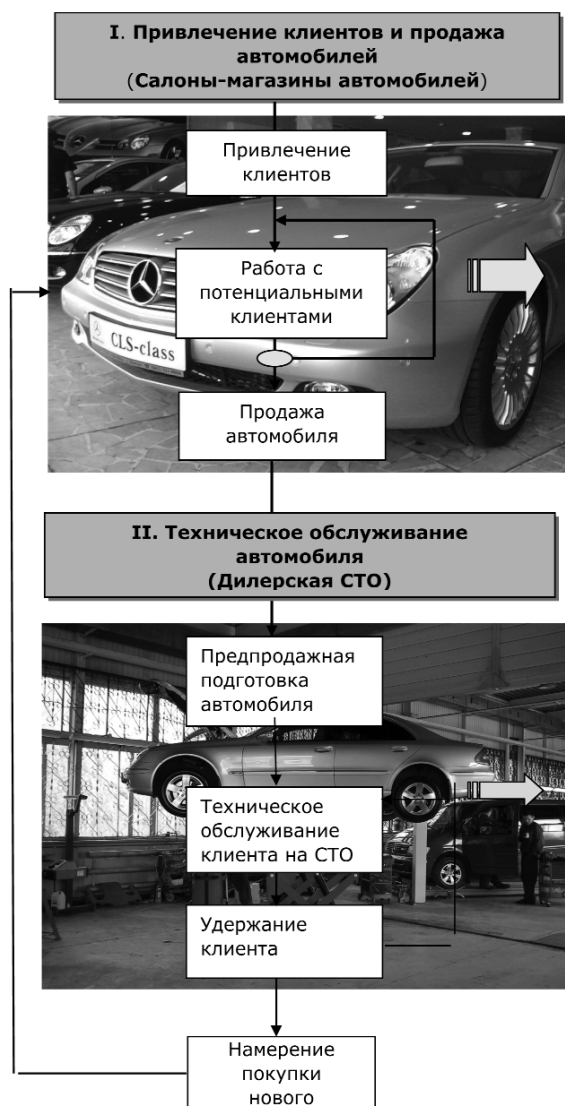 I. Привлечение клиентов и продажа
автомобилей
(Салоны-магазины автомобилей)
Привлечение
клиентов
Работа с
потенциальными
клиентами
CLS-class
Продажа
автомобиля
II. Техническое обслуживание
автомобиля
(Дилерская СТО)
Предпродажная
подготовка
автомобиля
Техническое
обслуживание
клиента на СТО
Удержание
клиента
Намерение
покупки
нового